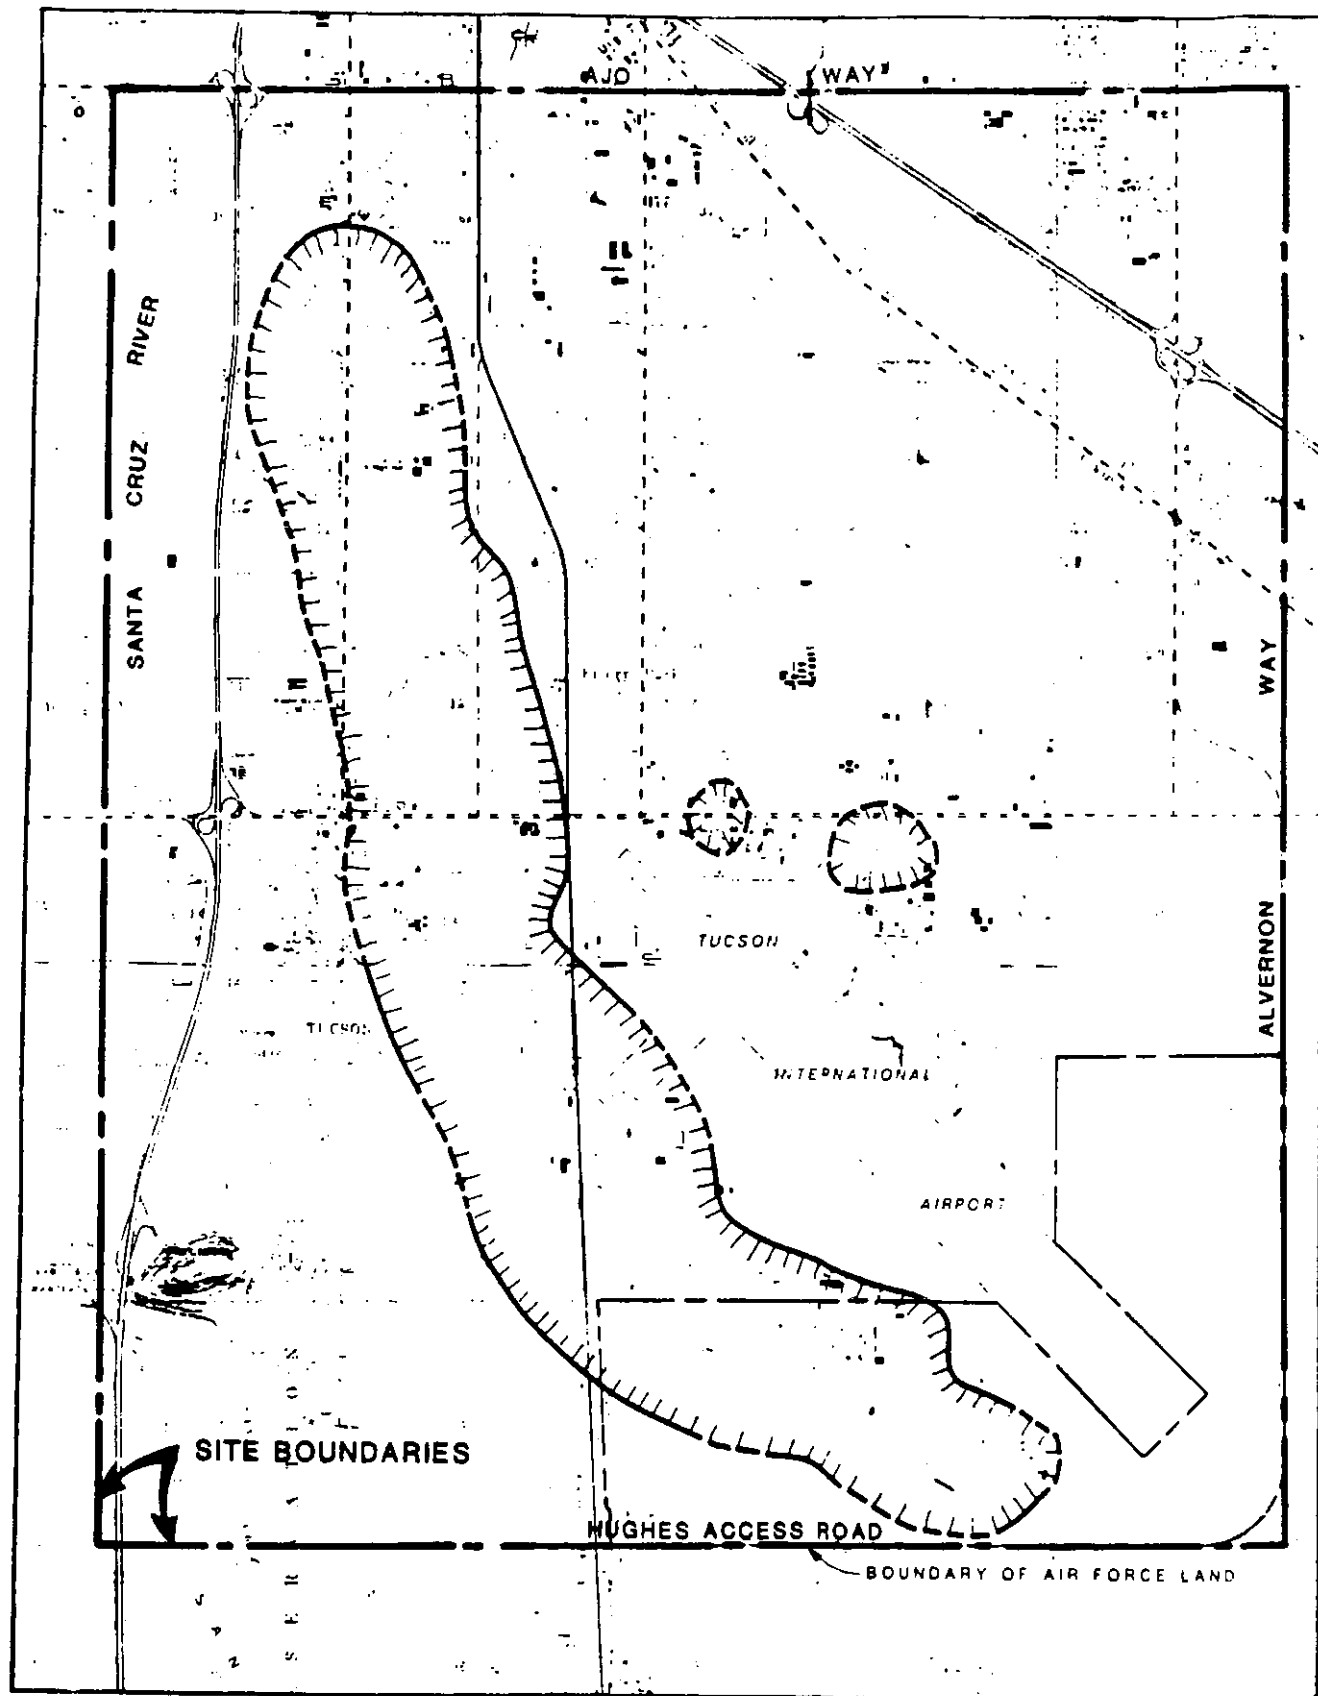 AJO WAY
SANTA CRUZ RIVER
WAY
ALVERNON
TUCSON
TUCSON
INTERNATIONAL
AIRPORT
SITE BOUNDARIES
HUGHES ACCESS ROAD
BOUNDARY OF AIR FORCE LAND